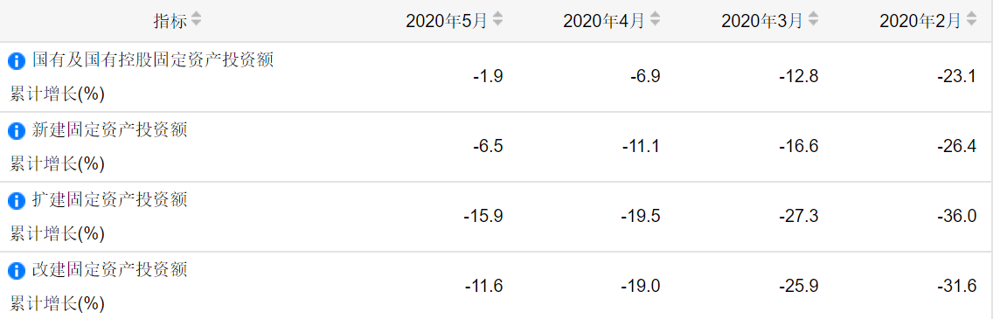 指标 2020年5月 2020年4月 2020年3月 2020年2月
国有及国有控股固定资产投资额
累计增长(%) -1.9 -6.9 -12.8 -23.1
新建固定资产投资额
累计增长(%) -6.5 -11.1 -16.6 -26.4
扩建固定资产投资额
累计增长(%) -15.9 -19.5 -27.3 -36.0
改建固定资产投资额
累计增长(%) -11.6 -19.0 -25.9 -31.6